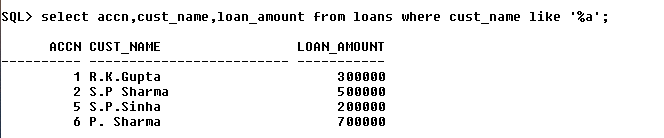 SQL> select accn,cust_name,loan_amount from loans where cust_name like '%a';
ACCN CUST_NAME LOAN_AMOUNT
---------- ------------------------- -----------
1 R.K.Gupta 300000
2 S.P Sharma 500000
5 S.P.Sinha 200000
6 P. Sharma 700000